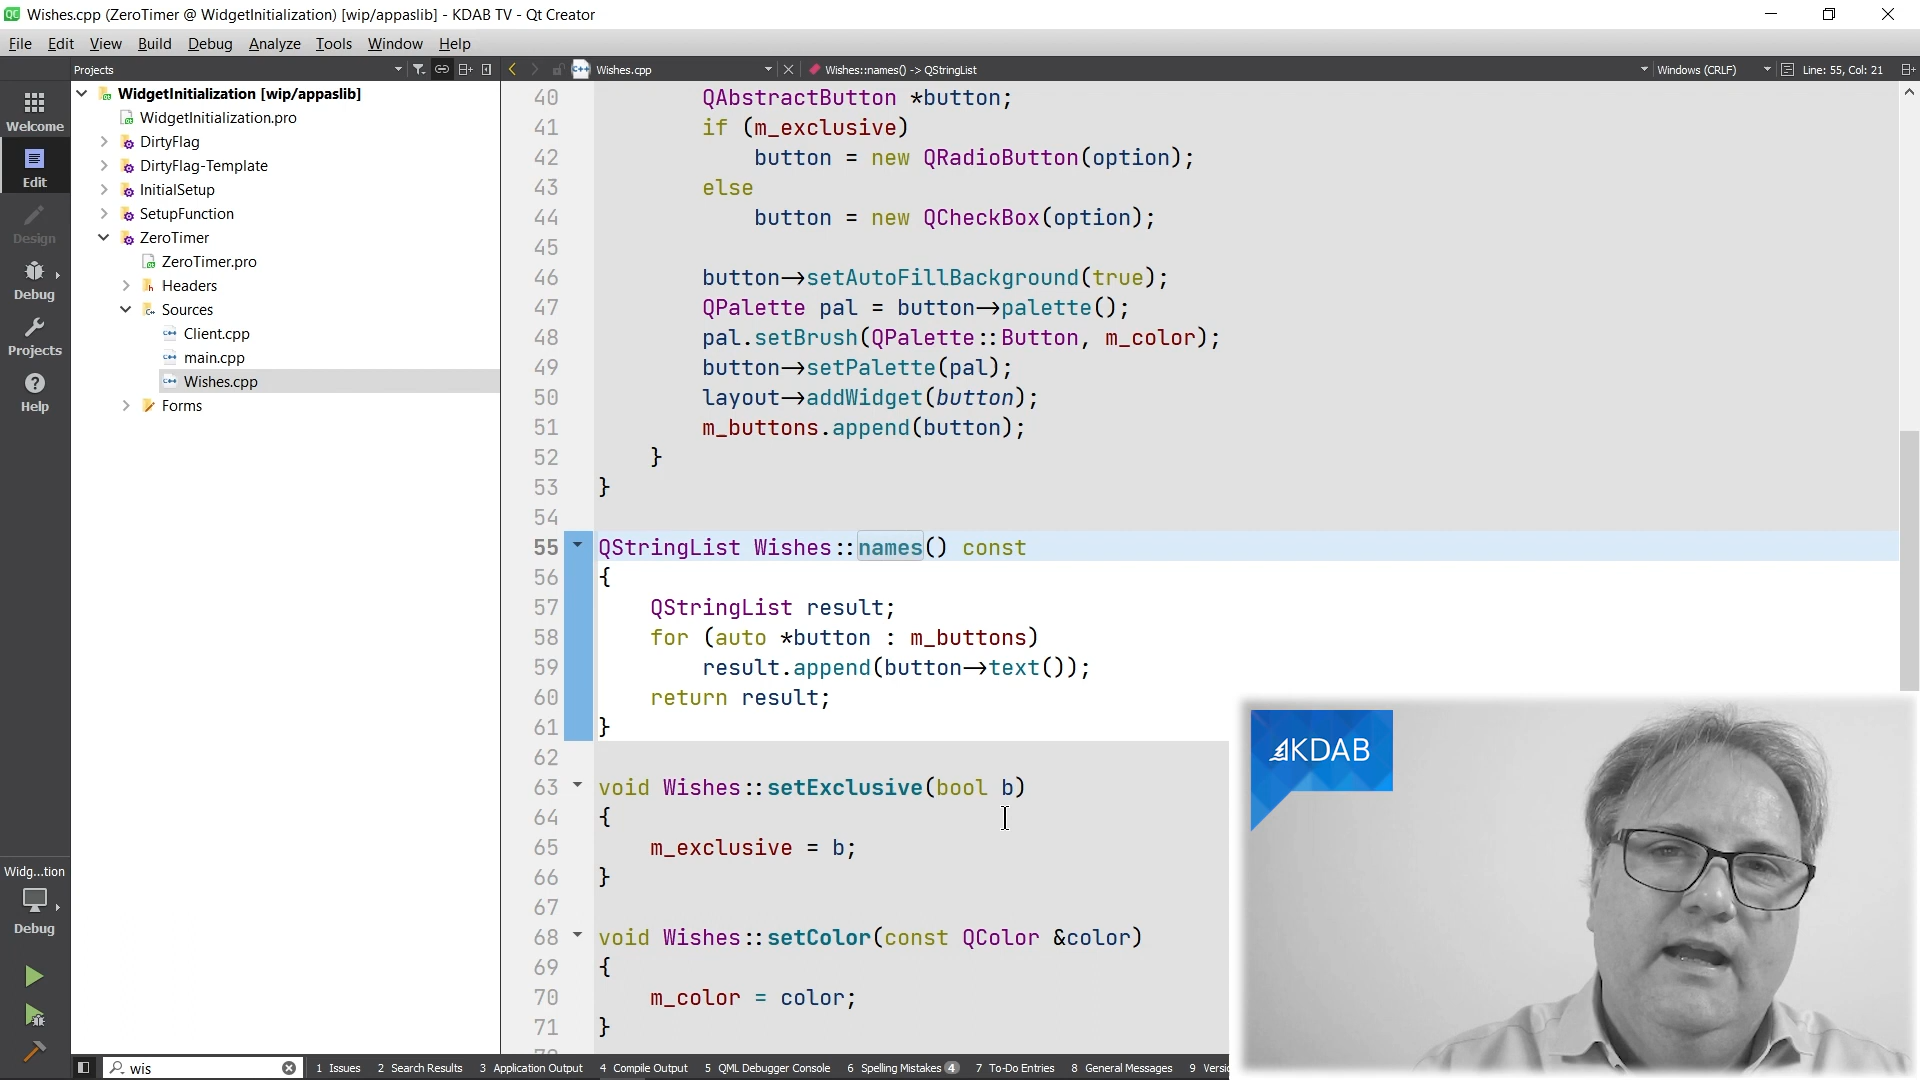 Wishes.cpp (ZeroTimer @ WidgetInitialization) [wip/appaslib] - KDAB TV - Qt Creator
File Edit View Build Debug Analyze Tools Window Help
Projects
Wishes.cpp
Wishes::names() -> QStringList
Windows (CRLF)
Line: 55, Col: 21
Welcome
Edit
Design
Debug
Projects
Help
Widg...tion
Debug
WidgetInitialization [wip/appaslib]
WidgetInitialization.pro
DirtyFlag
DirtyFlag-Template
InitialSetup
SetupFunction
ZeroTimer
ZeroTimer.pro
Headers
Sources
Client.cpp
main.cpp
Wishes.cpp
Forms
40 QAbstractButton *button;
41 if (m_exclusive)
42 button = new QRadioButton(option);
43 else
44 button = new QCheckBox(option);
45
46 button->setAutoFillBackground(true);
47 QPalette pal = button->palette();
48 pal.setBrush(QPalette::Button, m_color);
49 button->setPalette(pal);
50 layout->addWidget(button);
51 m_buttons.append(button);
52 }
53 }
54
55 QStringList Wishes::names() const
56 {
57 QStringList result;
58 for (auto *button : m_buttons)
59 result.append(button->text());
60 return result;
61 }
62
63 void Wishes::setExclusive(bool b)
64 {
65 m_exclusive = b;
66 }
67
68 void Wishes::setColor(const QColor &color)
69 {
70 m_color = color;
71 }
KDAB
wis
1 Issues 2 Search Results 3 Application Output 4 Compile Output 5 QML Debugger Console 6 Spelling Mistakes 4 7 To-Do Entries 8 General Messages 9 Versi